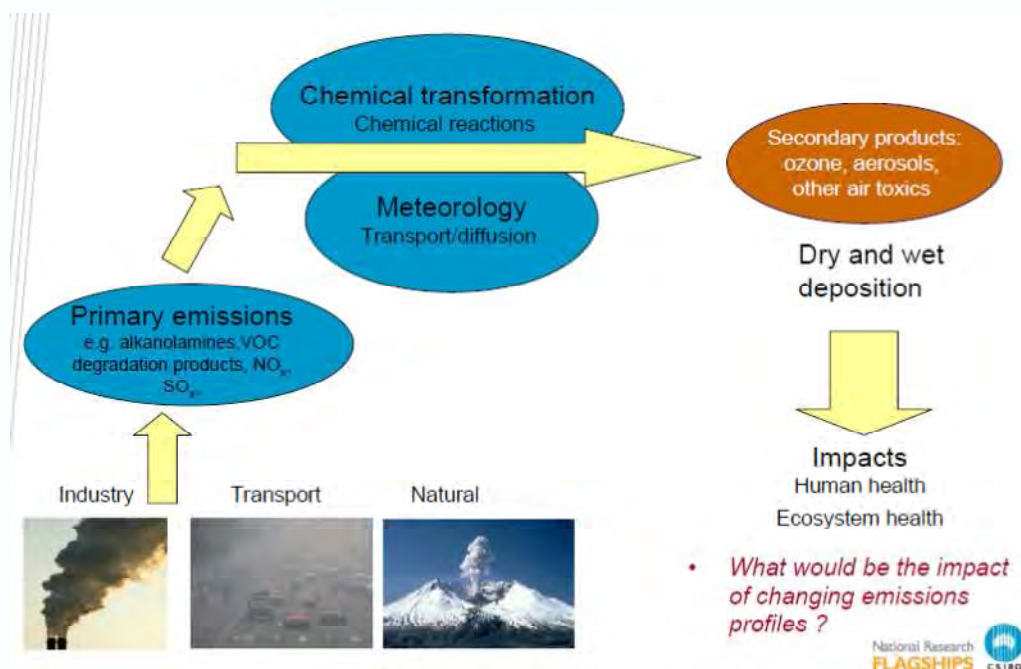 Chemical transformation
Chemical reactions
Meteorology
Transport/diffusion
Secondary products:
ozone, aerosols,
other air toxics
Dry and wet
deposition
Primary emissions
e.g. alkanolamines,VOC
degradation products, NOx,
SOx,
Industry
Transport
Natural
Impacts
Human health
Ecosystem health
• What would be the impact
of changing emissions
profiles ?
National Research
FLAGSHIPS
CSIRO